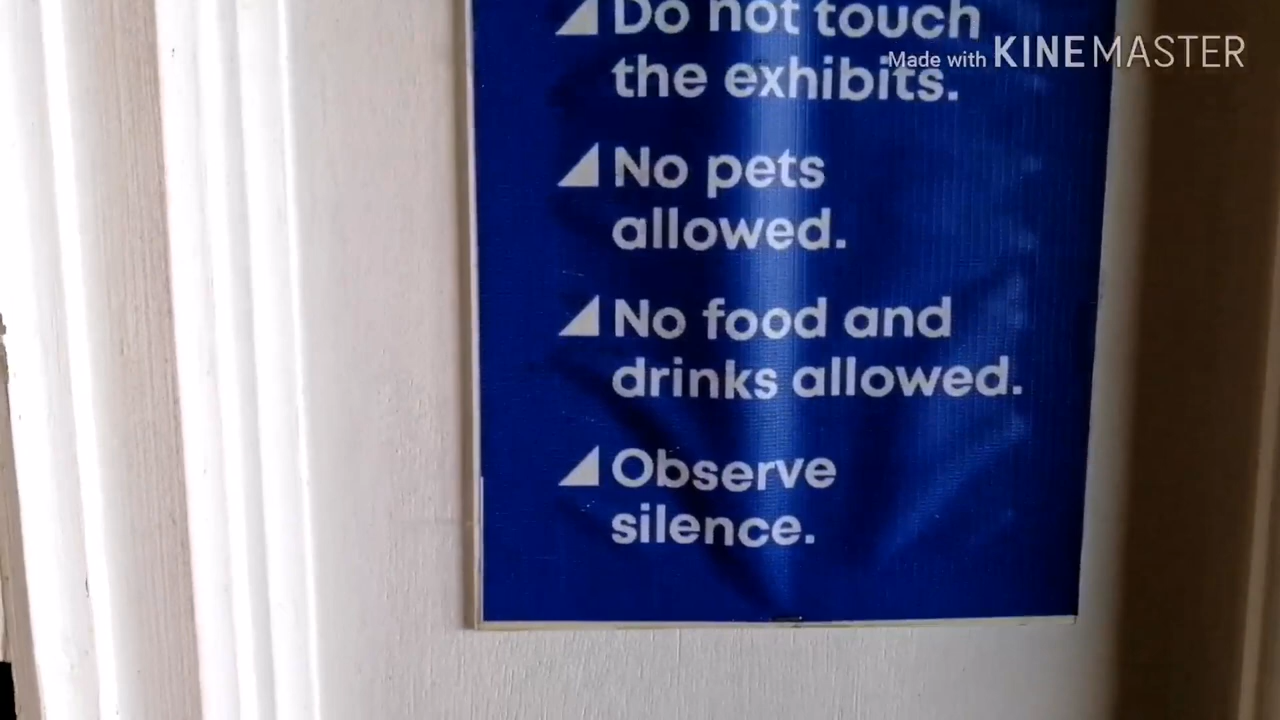 Do not touch
the exhibits.
Made with KINEMASTER
No pets
allowed.
No food and
drinks allowed.
Observe
silence.